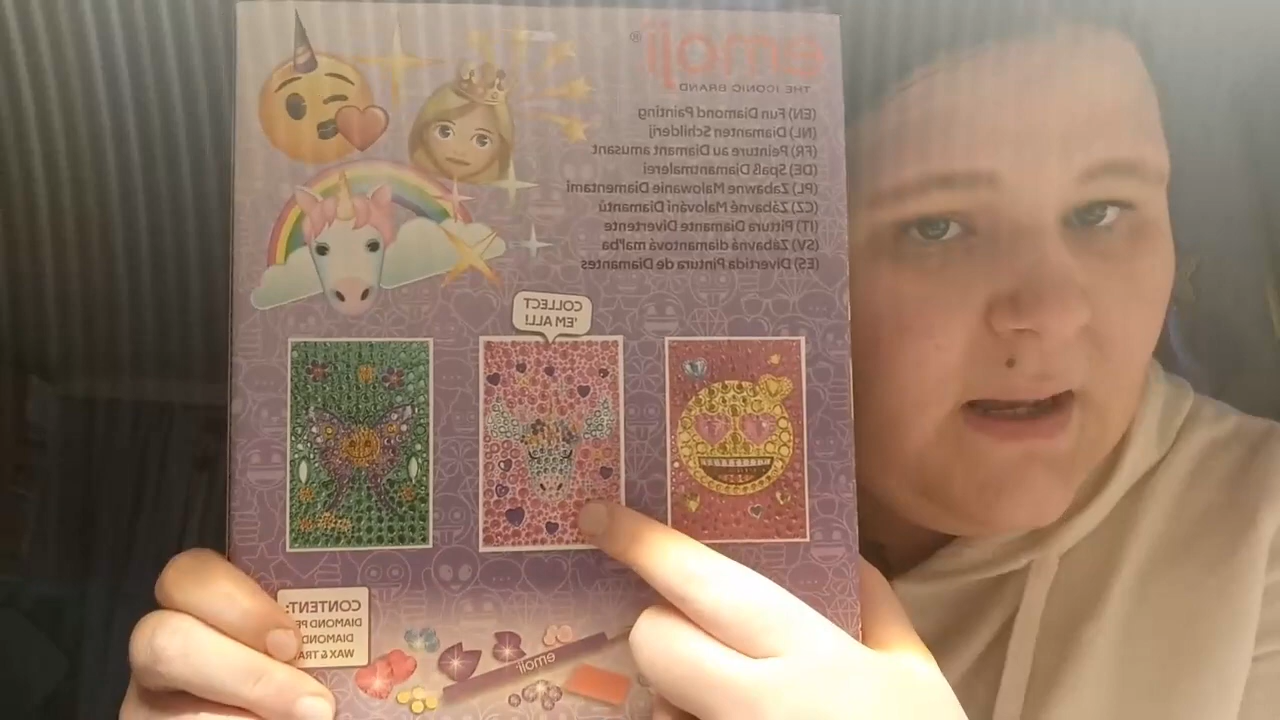 emoji®
THE ICONIC BRAND
(EN) Fun Diamond Painting
(NL) Diamanten Schilderij
(FR) Peinture au Diamant amusant
(DE) Spaß Diamantmalerei
(PL) Zabawne Malowanie Diamentami
(CZ) Zábavné Malování Diamantů
(IT) Pittura Diamante Divertente
(SV) Zábavná diamantová maľba
(ES) Divertida Pintura de Diamantes
COLLECT
'EM ALL!
CONTENT:
DIAMOND
DIAMOND
WAX &
emoji